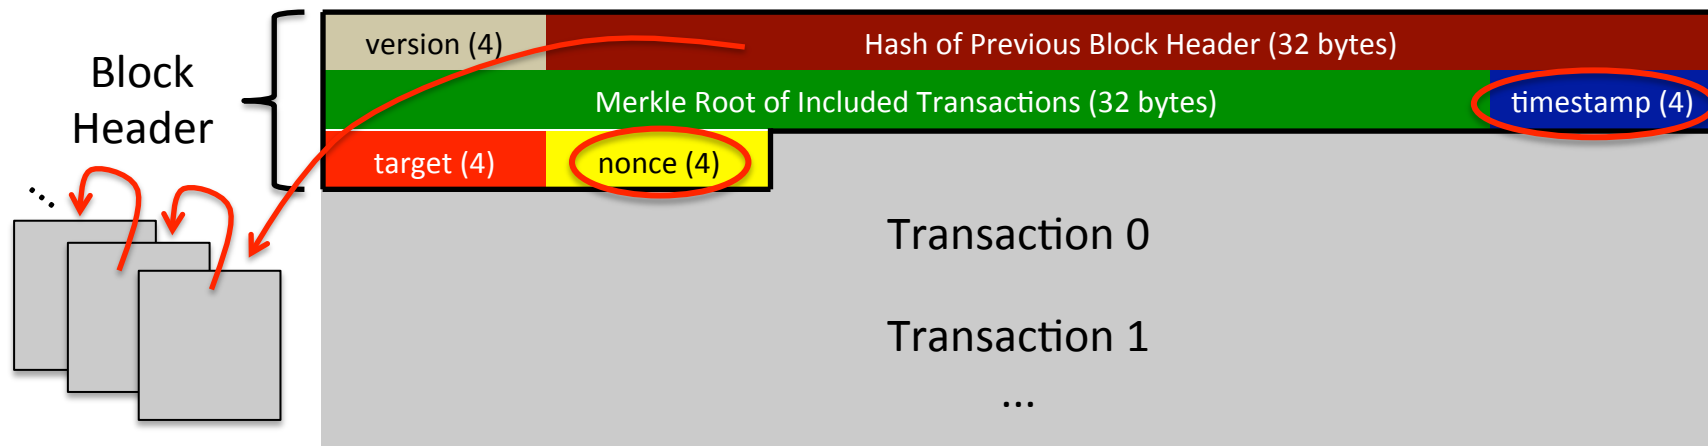 Block
Header
version (4)
Hash of Previous Block Header (32 bytes)
Merkle Root of Included Transactions (32 bytes)
timestamp (4)
target (4)
nonce (4)
Transaction 0
Transaction 1
...